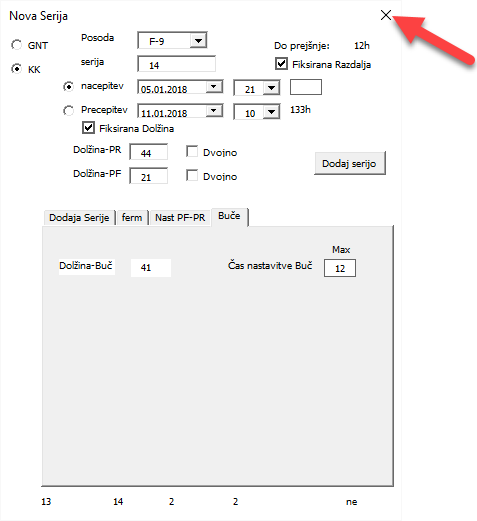 Nova Serija
GNT
KK
Posoda F-9
serija 14
Do prejšnje: 12h
Fiksirana Razdalja
nacepitev 05.01.2018 21
Precepitev 11.01.2018 10 133h
Fiksirana Dolžina
Dolžina-PR 44 Dvojno
Dolžina-PF 21 Dvojno
Dodaj serijo
Dodaja Serije ferm Nast PF-PR Buče
Max
Dolžina-Buč 41 Čas nastavitve Buč 12
13 14 2 2 ne